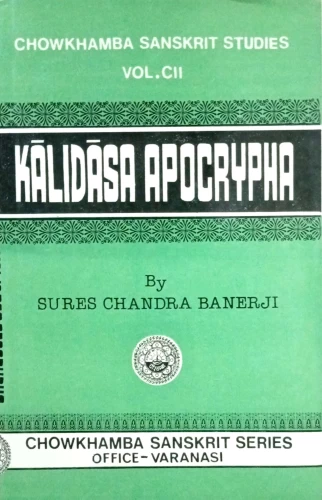 CHOWKHAMBA SANSKRIT STUDIES
VOL.CII
KĀLIDĀSA APOCRYPHA
By
SURES CHANDRA BANERJI
CHOWKHAMBA SANSKRIT SERIES
OFFICE-VARANASI